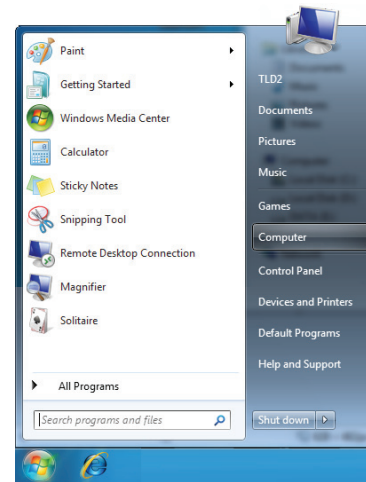 Paint
Getting Started
Windows Media Center
Calculator
Sticky Notes
Snipping Tool
Remote Desktop Connection
Magnifier
Solitaire
All Programs
Search programs and files
TLD2
Documents
Pictures
Music
Games
Computer
Control Panel
Devices and Printers
Default Programs
Help and Support
Shut down